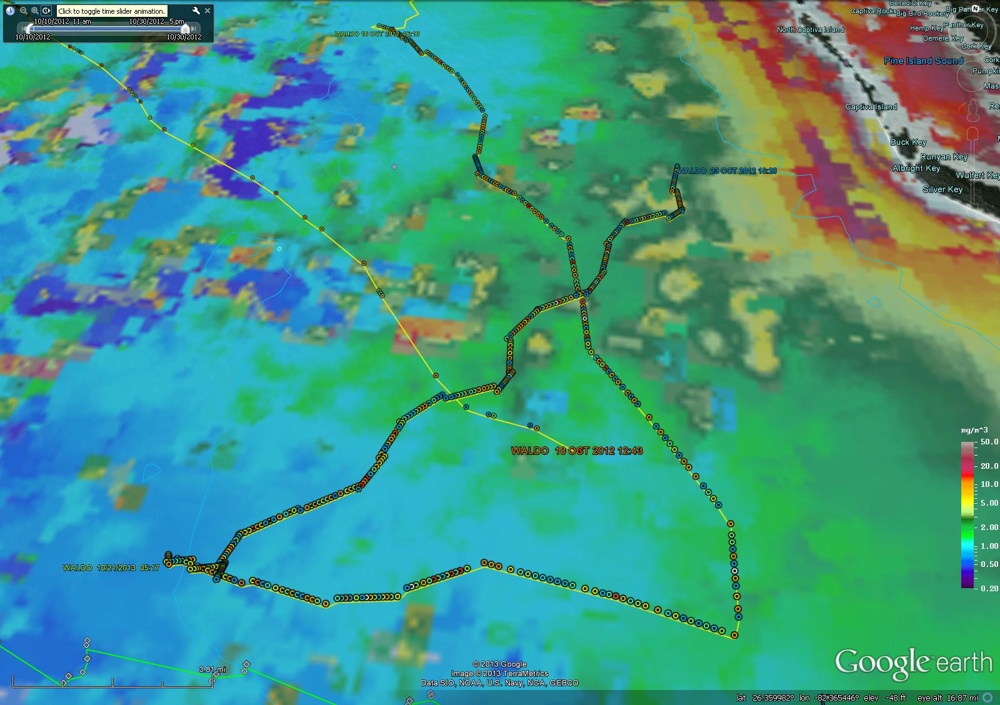 Click to toggle time slider animation.
10/10/2012 11 am
10/30/2012 5 pm
10/10/2012
10/30/2012
WALDO 18 OCT 2012 16:18
Benedict Key
Captiva Rocks
Big Bird Rookery
Big Panther Key
N
Panther Key
North Captiva Island
Hemp Key
Demere Key
Cork Key
Pine Island Sound
Cork
Pumpkin
Mas
Captiva Island
Buck Key
Runyan Key
Albright Key
Wulfert Key
Silver Key
WALDO 23 OCT 2012 18:29
WALDO 10 OCT 2012 12:43
mg/m^3
50.0
20.0
10.0
5.00
2.00
1.00
0.50
0.20
WALDO 10/21/2013 05:17
3.81 mi
© 2013 Google
Image © 2013 TerraMetrics
Data SIO, NOAA, U.S. Navy, NGA, GEBCO
Google earth
lat 26.359982° lon -82.365446° elev -48 ft eye alt 16.87 mi